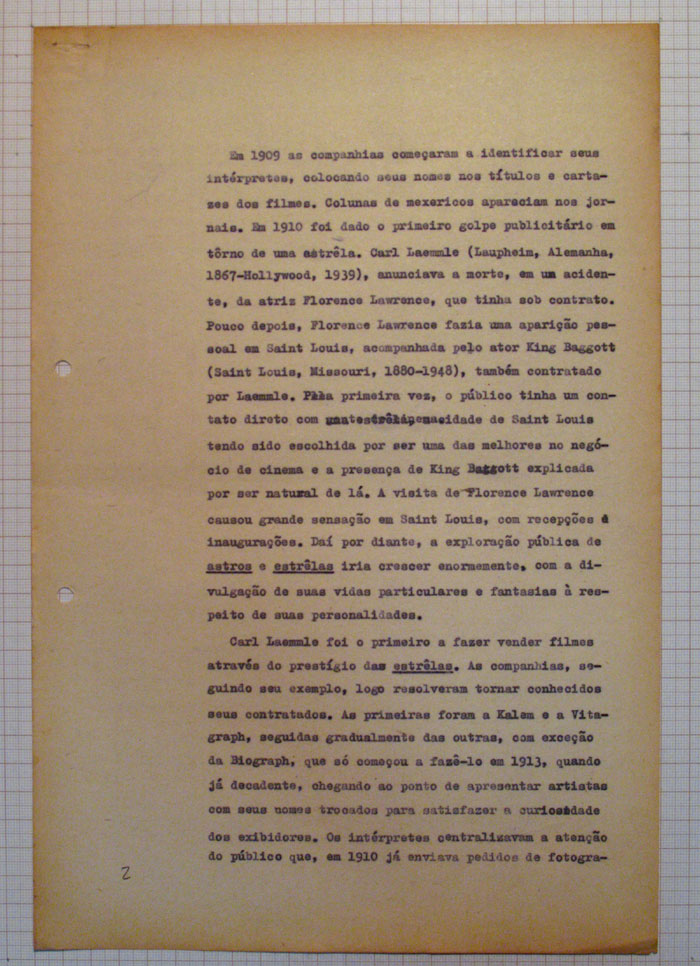 Em 1909 as companhias começaram a identificar seus
intérpretes, colocando seus nomes nos títulos e carta-
zes dos filmes. Colunas de mexericos apareciam nos jor-
nais. Em 1910 foi dado o primeiro golpe publicitário em
tôrno de uma estrêla. Carl Laemmle (Laupheim, Alemanha,
1867-Hollywood, 1939), anunciava a morte, em um aciden-
te, da atriz Florence Lawrence, que tinha sob contrato.
Pouco depois, Florence Lawrence fazia uma aparição pes-
soal em Saint Louis, acompanhada pelo ator King Baggott
(Saint Louis, Missouri, 1880-1948), também contratado
por Laemmle. primeira vez, o público tinha um con-
tato direto com cidade de Saint Louis
tendo sido escolhida por ser uma das melhores no negó-
cio de cinema e a presença de King Baggott explicada
por ser natural de lá. A visita de Florence Lawrence
causou grande sensação em Saint Louis, com recepções e
inaugurações. Daí por diante, a exploração pública de
astros e estrêlas iria crescer enormemente, com a di-
vulgação de suas vidas particulares e fantasias à res-
peito de suas personalidades.
Carl Laemmle foi o primeiro a fazer vender filmes
através do prestígio das estrêlas. As companhias, se-
guindo seu exemplo, logo resolveram tornar conhecidos
seus contratados. As primeiras foram a Kalem e a Vita-
graph, seguidas gradualmente das outras, com exceção
da Biograph, que só começou a fazê-lo em 1913, quando
já decadente, chegando ao ponto de apresentar artistas
com seus nomes trocados para satisfazer a curiosidade
dos exibidores. Os intérpretes centralizavam a atenção
do público que, em 1910 já enviava pedidos de fotogra-
2